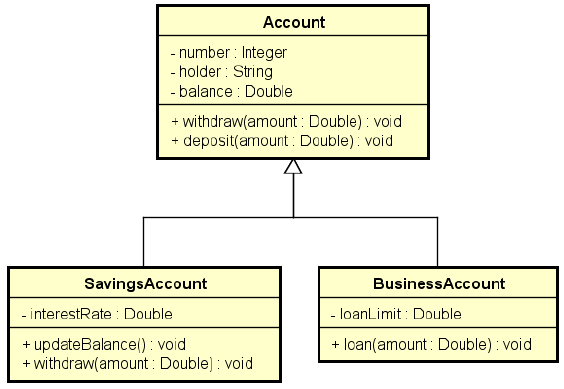 Account
- number : Integer
- holder : String
- balance : Double
+ withdraw(amount : Double) : void
+ deposit(amount : Double) : void
SavingsAccount
- interestRate : Double
+ updateBalance() : void
+ withdraw(amount : Double) : void
BusinessAccount
- loanLimit : Double
+ loan(amount : Double) : void